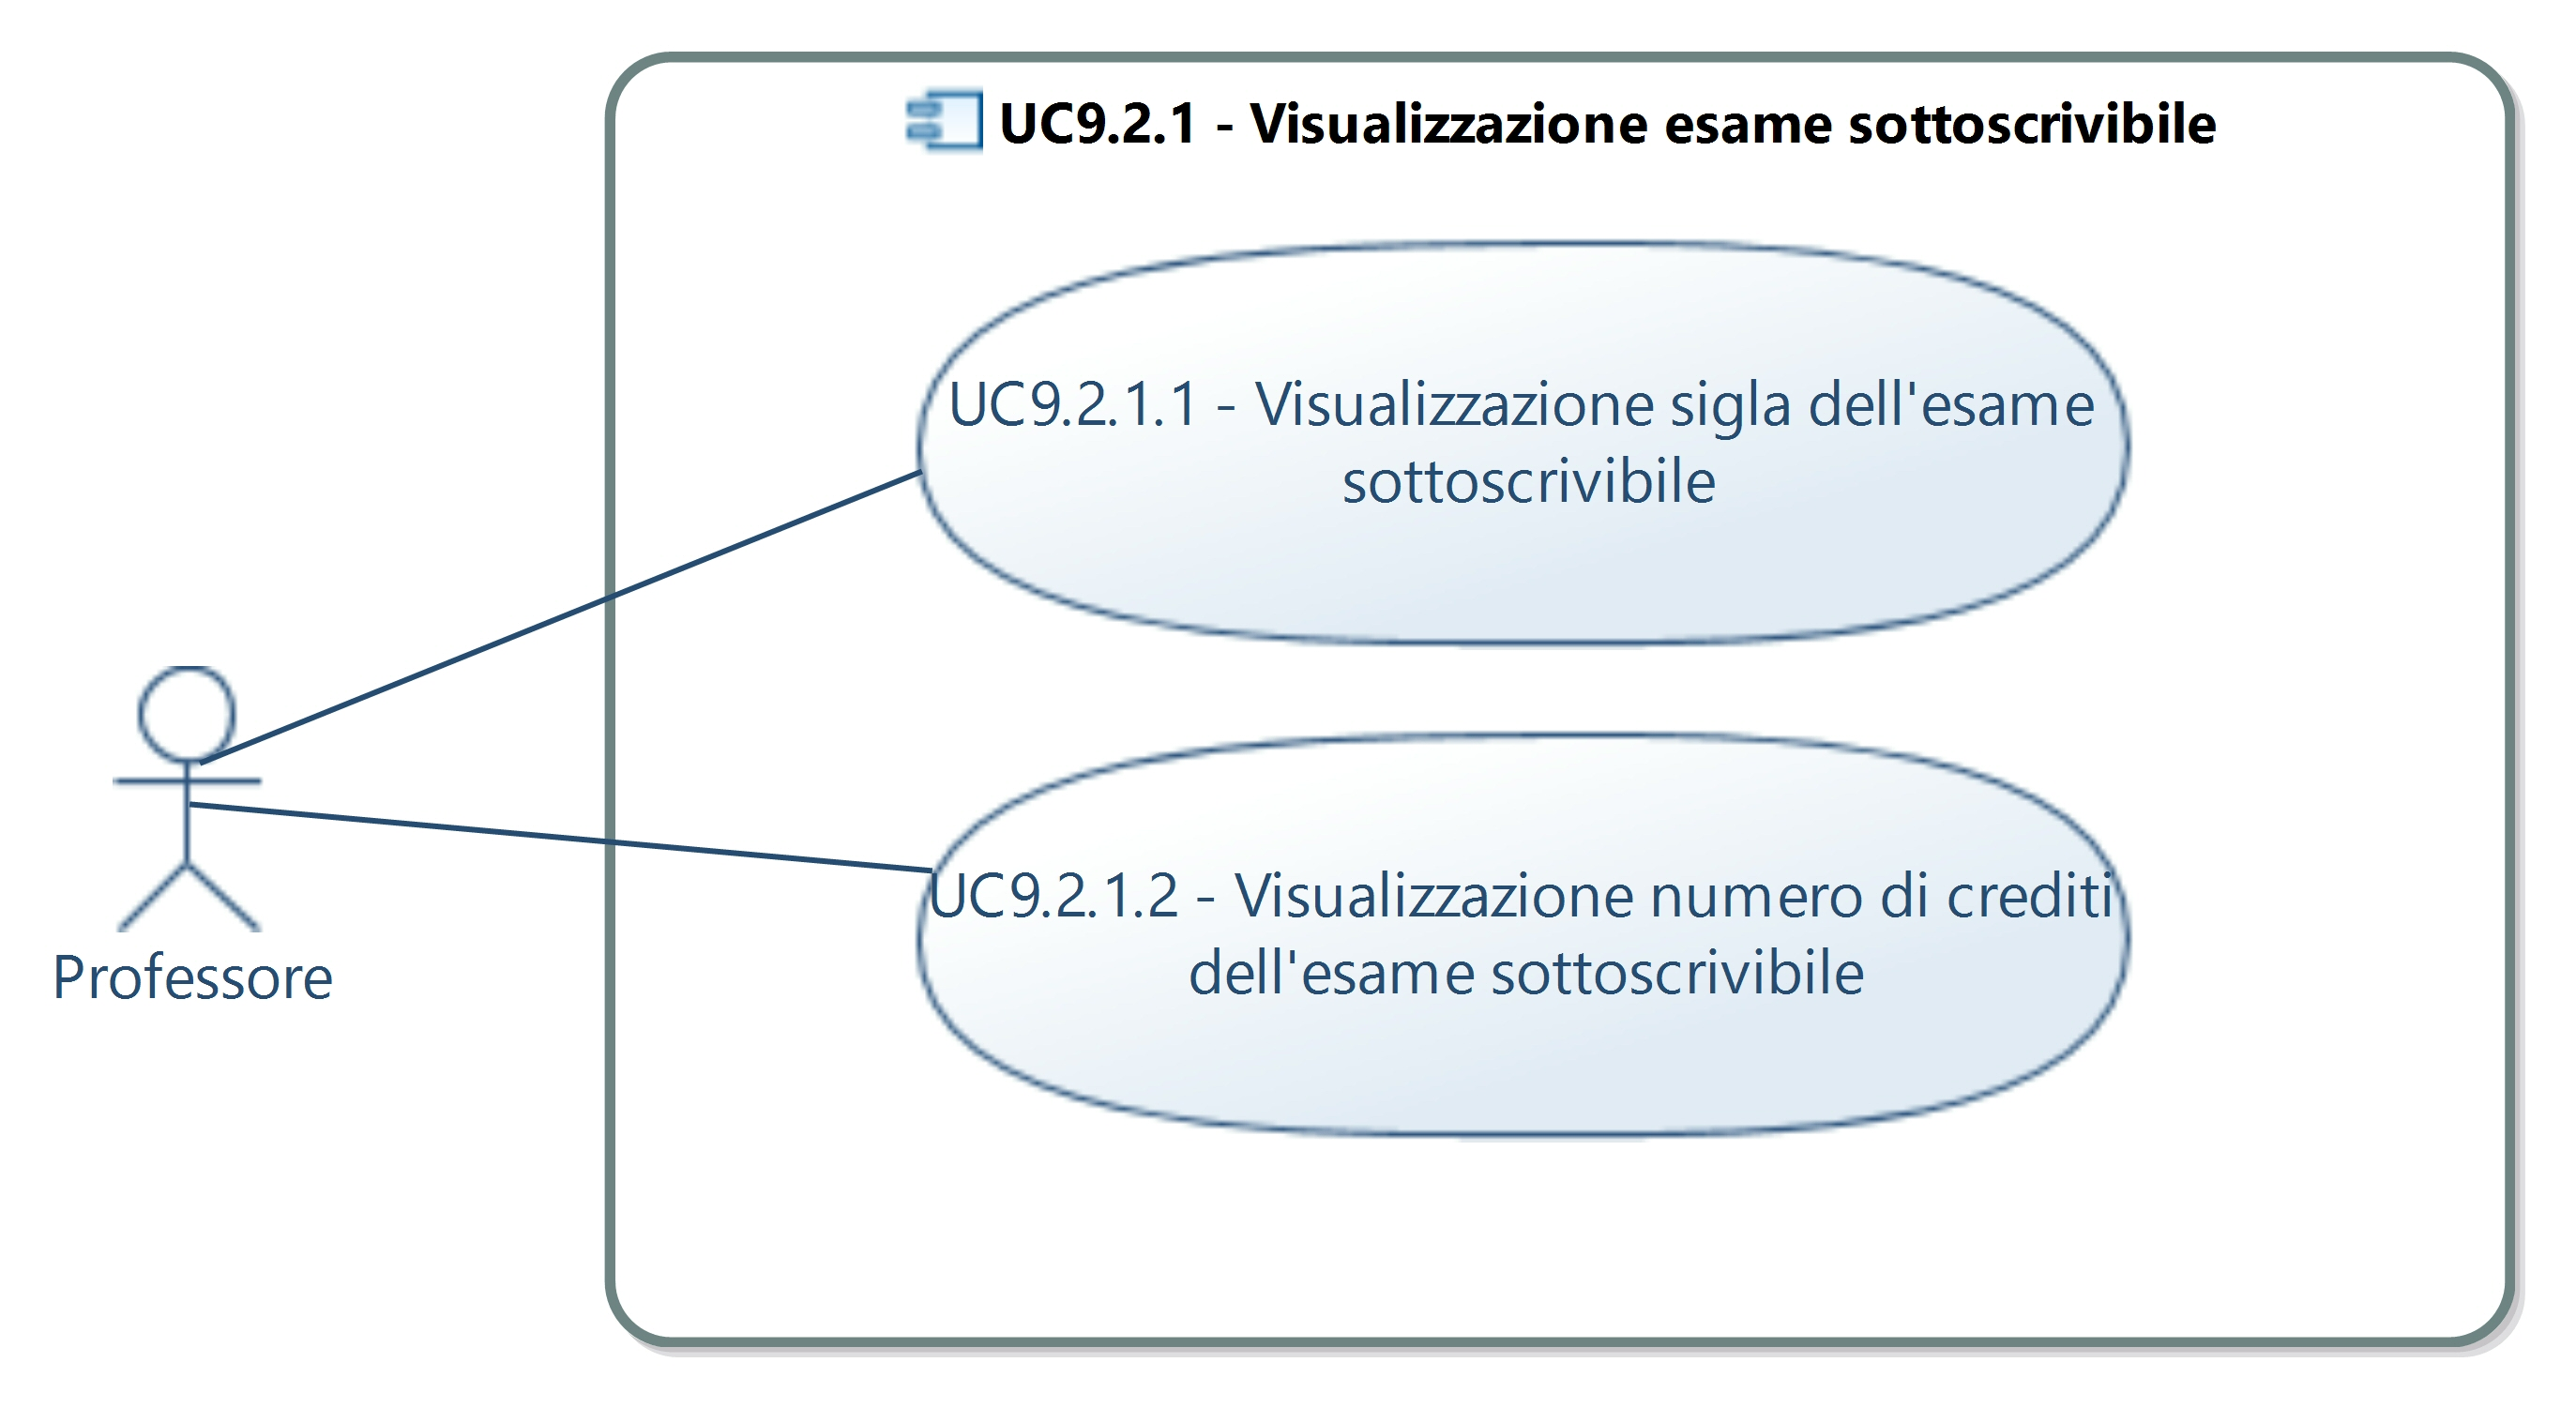 UC9.2.1 - Visualizzazione esame sottoscrivibile
UC9.2.1.1 - Visualizzazione sigla dell'esame
sottoscrivibile
UC9.2.1.2 - Visualizzazione numero di crediti
dell'esame sottoscrivibile
Professore